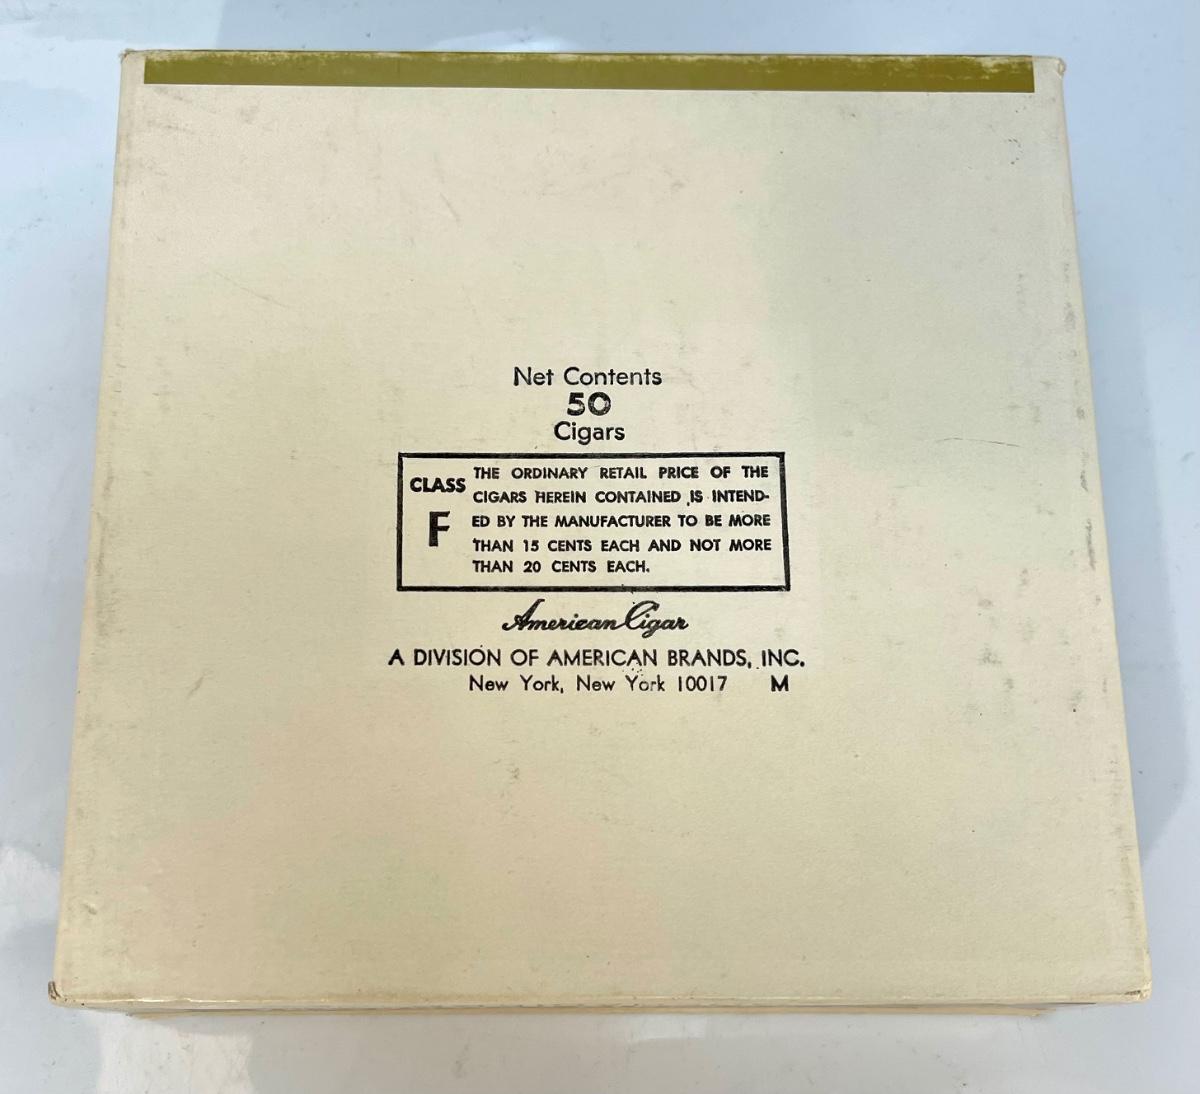 Net Contents
50
Cigars
CLASS
F
THE ORDINARY RETAIL PRICE OF THE
CIGARS HEREIN CONTAINED IS INTEND-
ED BY THE MANUFACTURER TO BE MORE
THAN 15 CENTS EACH AND NOT MORE
THAN 20 CENTS EACH.
American Cigar
A DIVISION OF AMERICAN BRANDS, INC.
New York, New York 10017 M